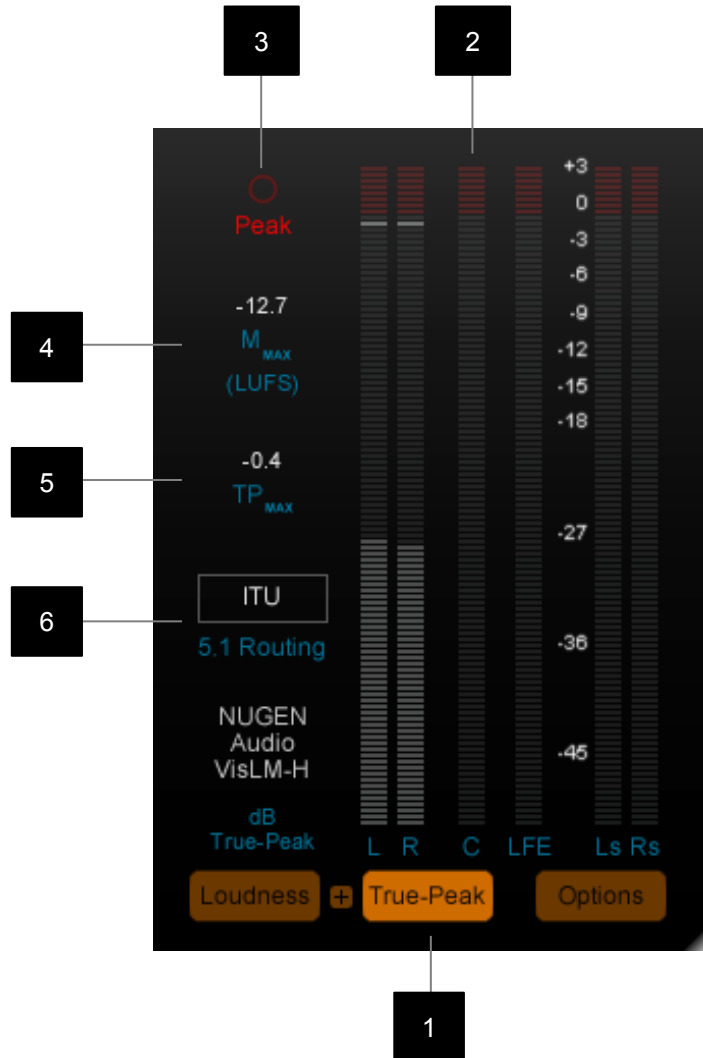 3
2
Peak
+3
0
-3
-6
-9
-12
-15
-18
-27
-36
-45
4
-12.7
M MAX
(LUFS)
5
-0.4
TP MAX
6
ITU
5.1 Routing
NUGEN
Audio
VisLM-H
dB
True-Peak
L R C LFE Ls Rs
Loudness + True-Peak Options
1